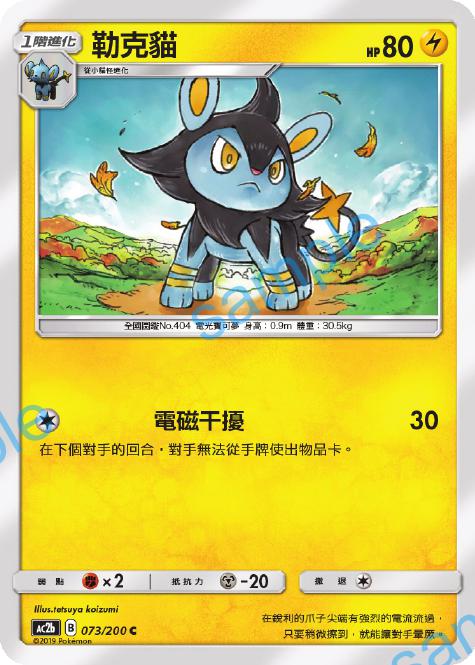 1階進化
勒克貓
HP 80
從小貓怪進化
全國圖鑑No.404 電光寶可夢 身高：0.9m 體重：30.5kg
電磁干擾 30
在下個對手的回合，對手無法從手牌使出物品卡。
弱點 ×2 抵抗力 -20 撤退
Illus.tetsuya koizumi
AC2b B 073/200 C
©2019 Pokémon
在銳利的爪子尖端有強烈的電流流過，
只要稍微擦到，就能讓對手暈厥。
sample
ple